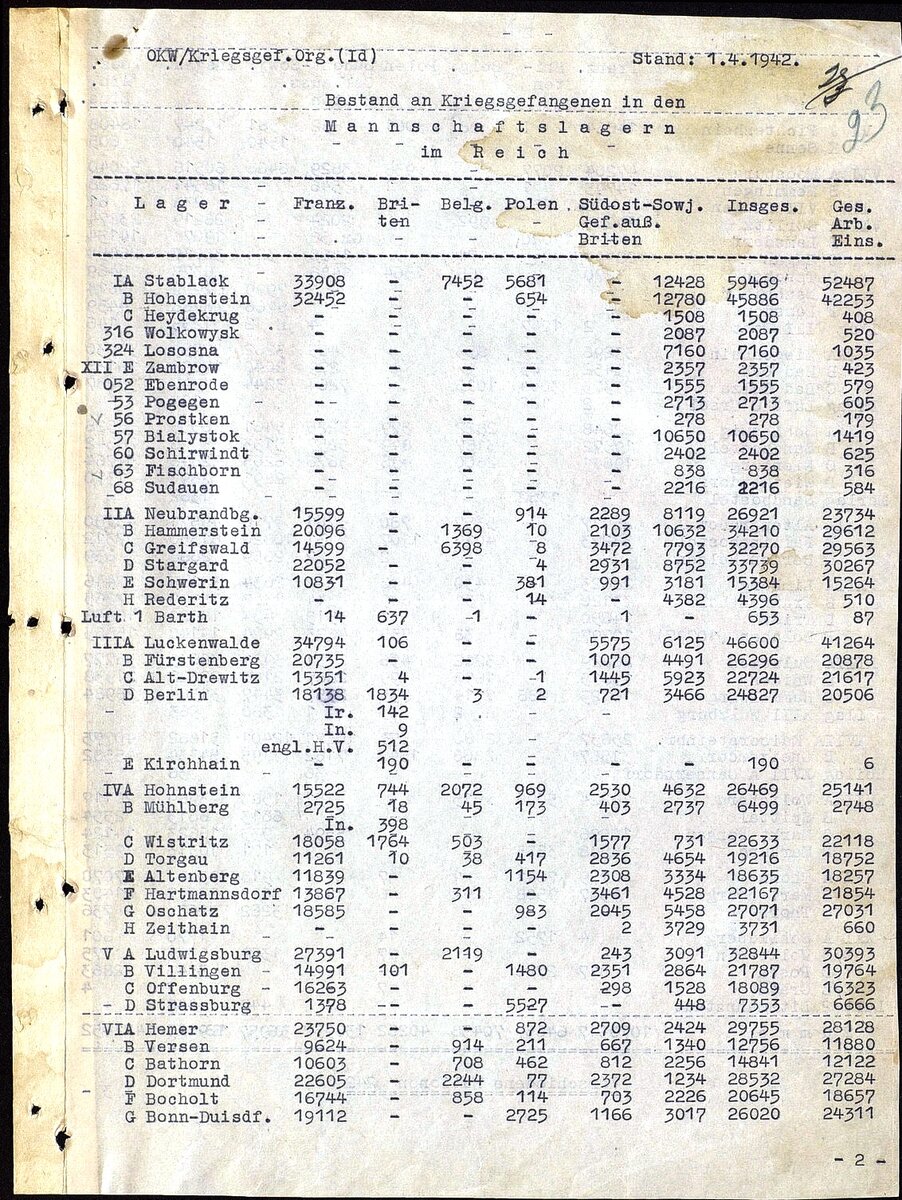 OKW/Kriegsgef.Org.(Id) Stand: 1.4.1942.
23
Bestand an Kriegsgefangenen in den
Mannschaftslagern
im Reich
Lager Franz. Bri- Belg. Polen Südost- Sowj. Insges. Ges.
ten Gef.auß. Arb.
Briten Eins.
IA Stablack 33908 - 7452 5681 - 12428 59469 52487
B Hohenstein 32452 - - 654 - 12780 45886 42253
C Heydekrug - - - - - 1508 1508 408
316 Wolkowysk - - - - - 2087 2087 520
324 Lososna - - - - - 7160 7160 1035
XII E Zambrow - - - - - 2357 2357 423
052 Ebenrode - - - - - 1555 1555 579
53 Pogegen - - - - - 2713 2713 605
56 Prostken - - - - - 278 278 179
57 Bialystok - - - - - 10650 10650 1419
60 Schirwindt - - - - - 2402 2402 625
63 Fischborn - - - - - 838 838 316
68 Sudauen - - - - - 2216 2216 584
IIA Neubrandbg. 15599 - - 914 2289 8119 26921 23734
B Hammerstein 20096 - 1369 10 2103 10632 34210 29612
C Greifswald 14599 - 6398 8 3472 7793 32270 29563
D Stargard 22052 - - 4 2931 8752 33739 30267
E Schwerin 10831 - - 381 991 3181 15384 15264
H Rederitz - - - 14 - 4382 4396 510
Luft 1 Barth 14 637 1 - 1 - 653 87
IIIA Luckenwalde 34794 106 - - 5575 6125 46600 41264
B Fürstenberg 20735 - - - 1070 4491 26296 20878
C Alt-Drewitz 15351 4 - 1 1445 5923 22724 21617
D Berlin 18138 1834 3 2 721 3466 24827 20506
- Ir. 142 - - - -
In. 9
engl.H.V. 512
E Kirchhain - 190 - - - - 190 6
IVA Hohnstein 15522 744 2072 969 2530 4632 26469 25141
B Mühlberg 2725 18 45 173 403 2737 6499 2748
In. 398
C Wistritz 18058 1764 503 - 1577 731 22633 22118
D Torgau 11261 10 38 417 2836 4654 19216 18752
E Altenberg 11839 - - 1154 2308 3334 18635 18257
F Hartmannsdorf 13867 - 311 - 3461 4528 22167 21854
G Oschatz 18585 - - 983 2045 5458 27071 27031
H Zeithain - - - - 2 3729 3731 660
V A Ludwigsburg 27391 - 2119 - 243 3091 32844 30393
B Villingen 14991 101 - 1480 2351 2864 21787 19764
C Offenburg 16263 - - - 298 1528 18089 16323
D Strassburg 1378 -- - 5527 -- 448 7353 6666
VIA Hemer 23750 - - 872 2709 2424 29755 28128
B Versen 9624 - 914 211 667 1340 12756 11880
C Bathorn 10603 - 708 462 812 2256 14841 12122
D Dortmund 22605 - 2244 77 2372 1234 28532 27284
F Bocholt 16744 - 858 114 703 2226 20645 18657
G Bonn-Duisdf. 19112 - - 2725 1166 3017 26020 24311
- 2 -